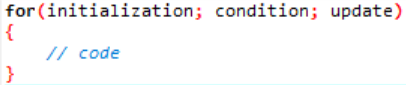 for(initialization; condition; update)
{
// code
}